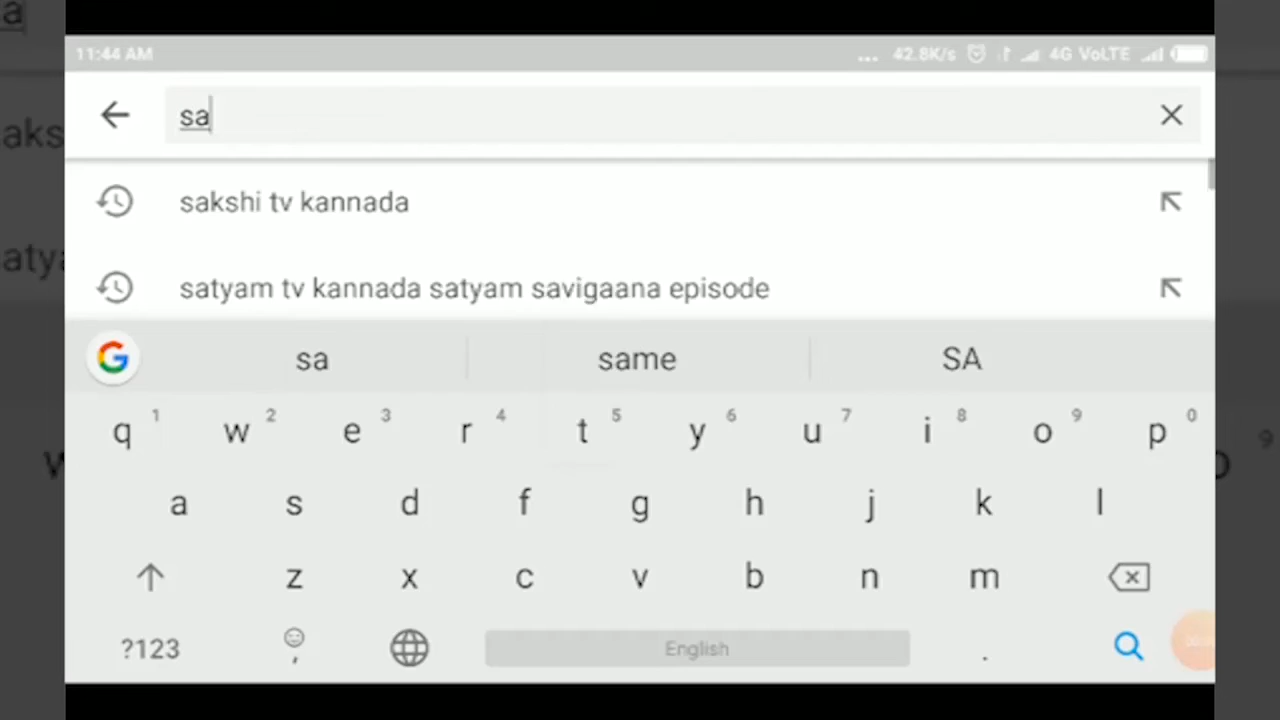 11:44 AM ... 42.8K/s 4G VoLTE
sa
sakshi tv kannada
satyam tv kannada satyam savigaana episode
G sa same SA
q 1 w 2 e 3 r 4 t 5 y 6 u 7 i 8 o 9 p 0
a s d f g h j k l
z x c v b n m
?123 , English .